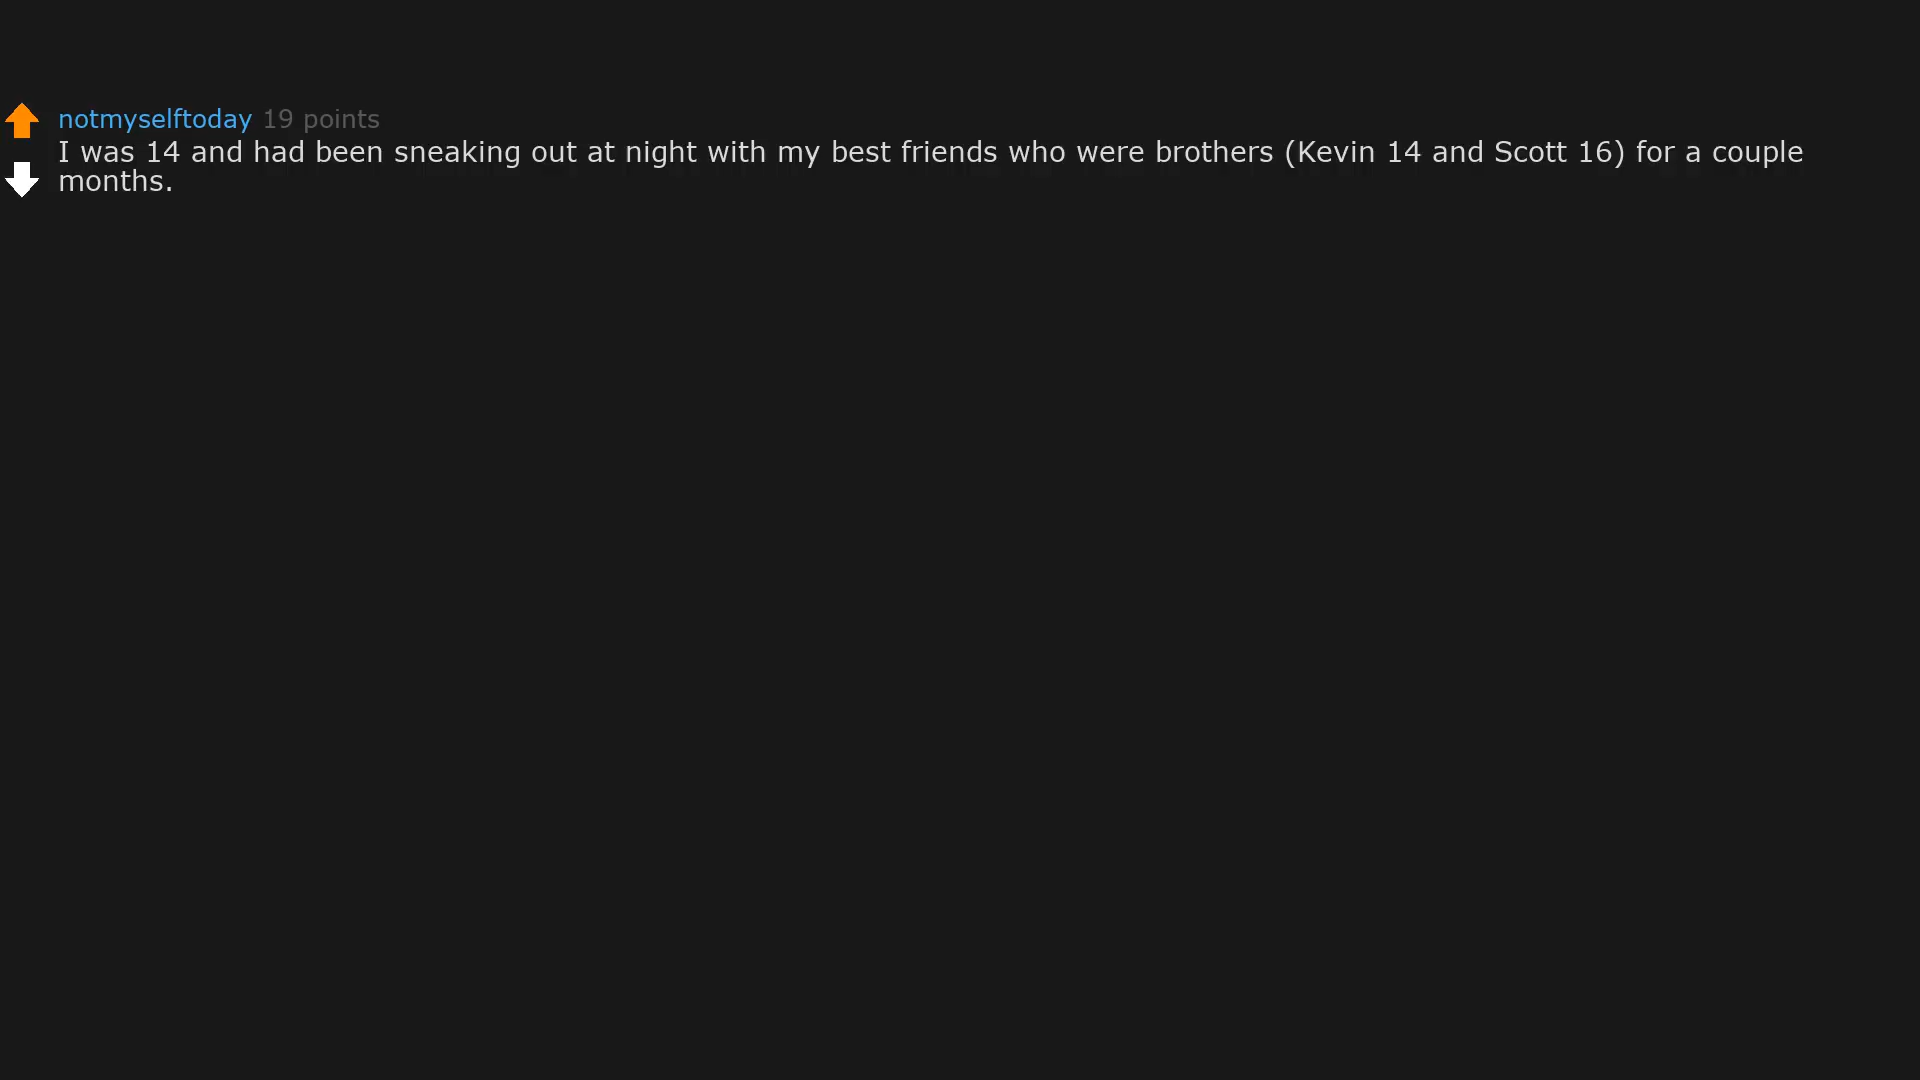 notmyselftoday 19 points
I was 14 and had been sneaking out at night with my best friends who were brothers (Kevin 14 and Scott 16) for a couple
months.